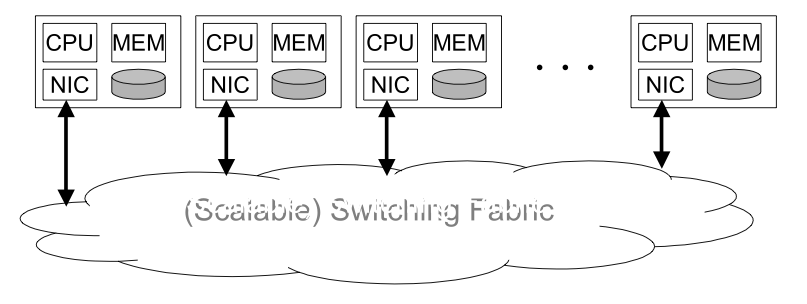 CPU MEM CPU MEM CPU MEM . . . CPU MEM
NIC NIC NIC NIC
(Scalable) Switching Fabric